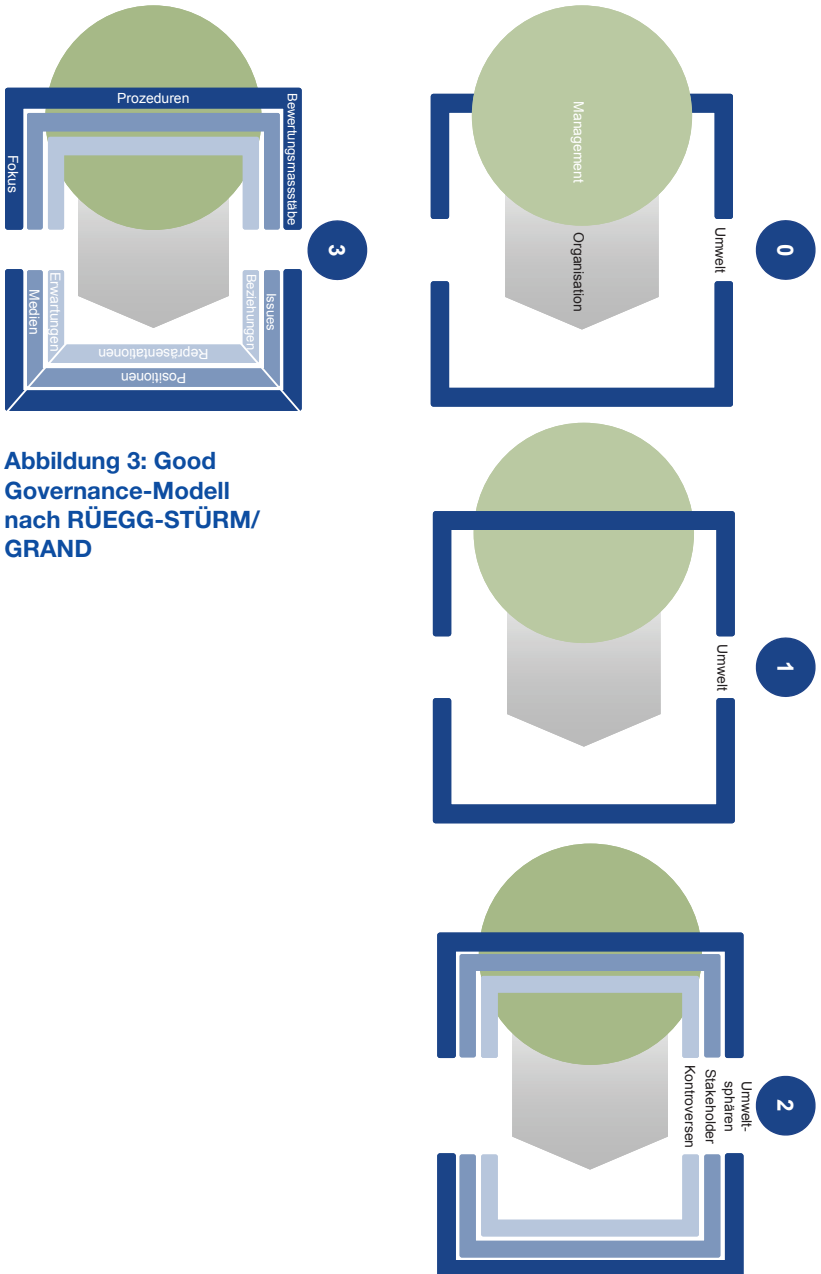 0
Umwelt
Management
Organisation
1
Umwelt
2
Umwelt-
sphären
Stakeholder
Kontroversen
3
Bewertungsmassstäbe
Prozeduren
Fokus
Issues
Beziehungen
Repräsentationen
Positionen
Erwartungen
Medien
Abbildung 3: Good
Governance-Modell
nach RÜEGG-STÜRM/
GRAND